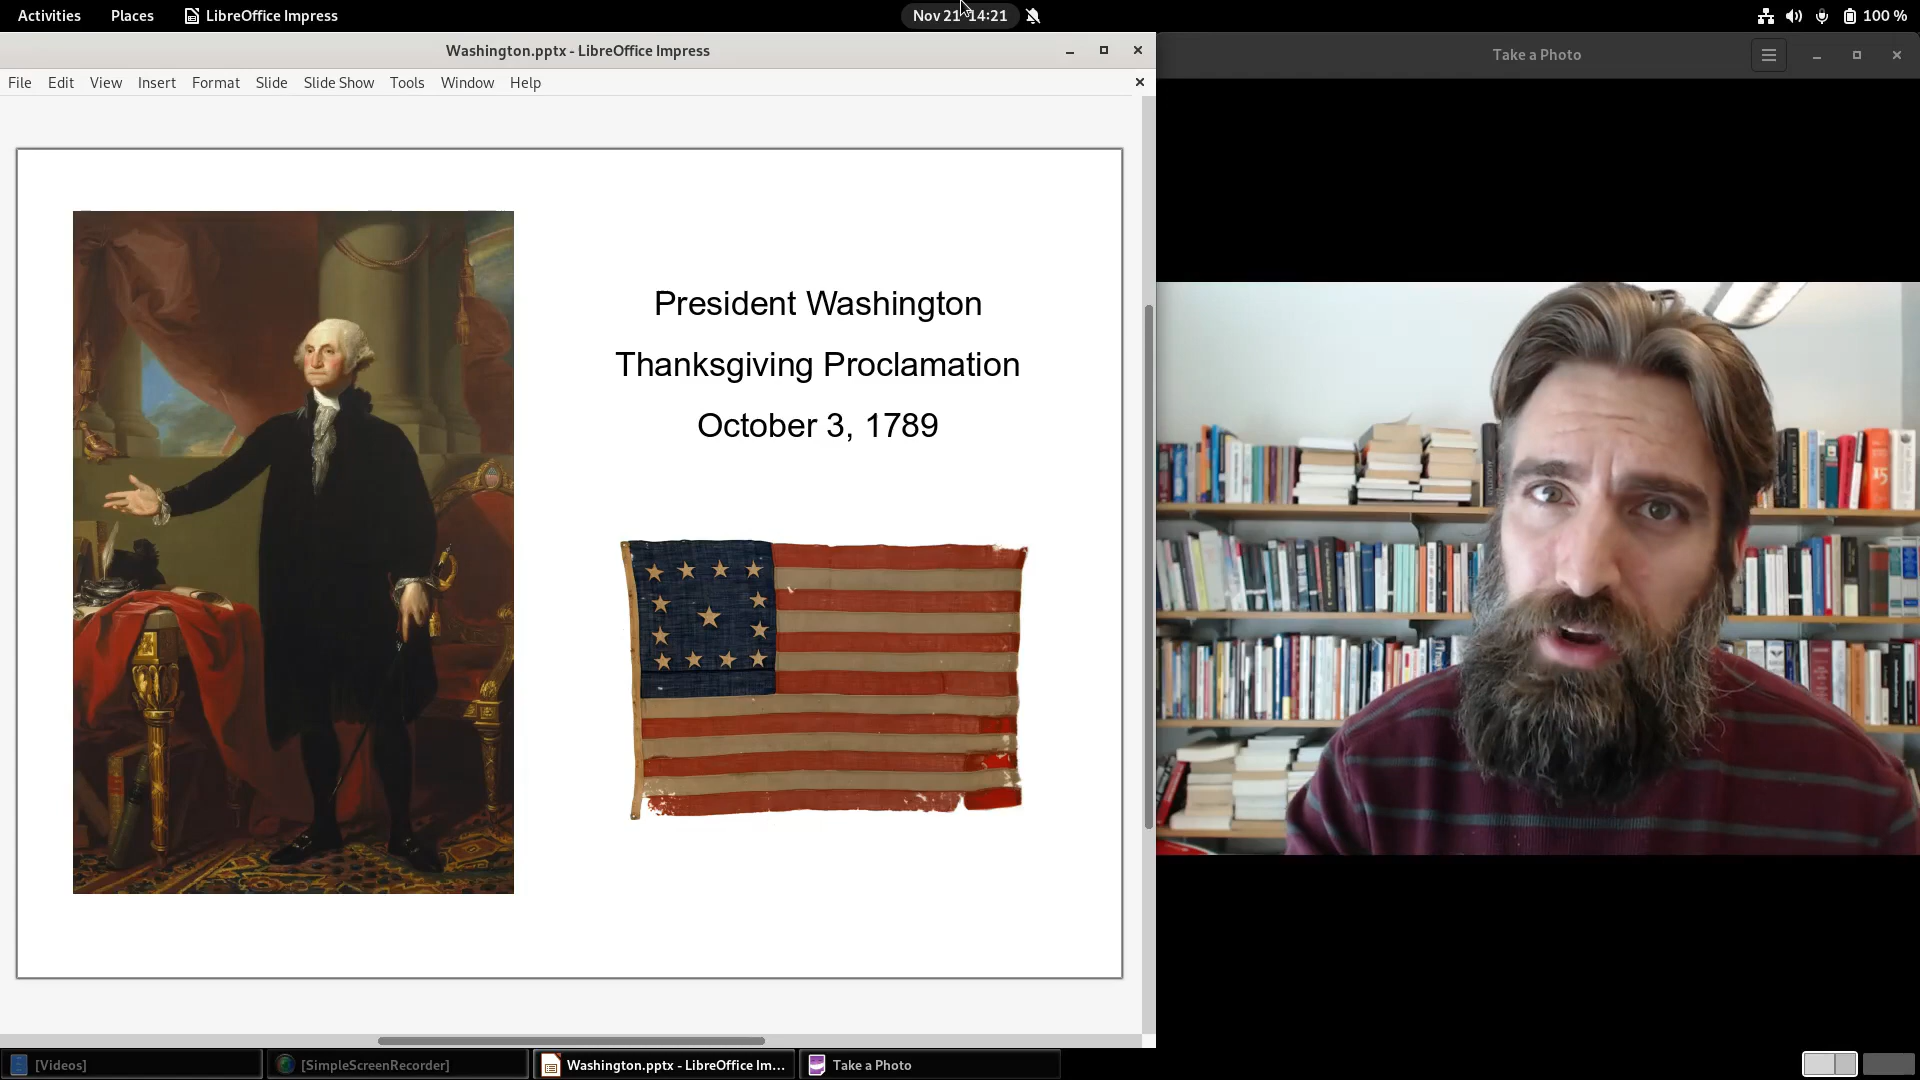 Activities Places LibreOffice Impress Nov 21 14:21 100 %
Washington.pptx - LibreOffice Impress
Take a Photo
File Edit View Insert Format Slide Slide Show Tools Window Help
President Washington
Thanksgiving Proclamation
October 3, 1789
15
[Videos] [SimpleScreenRecorder] Washington.pptx - LibreOffice Im... Take a Photo